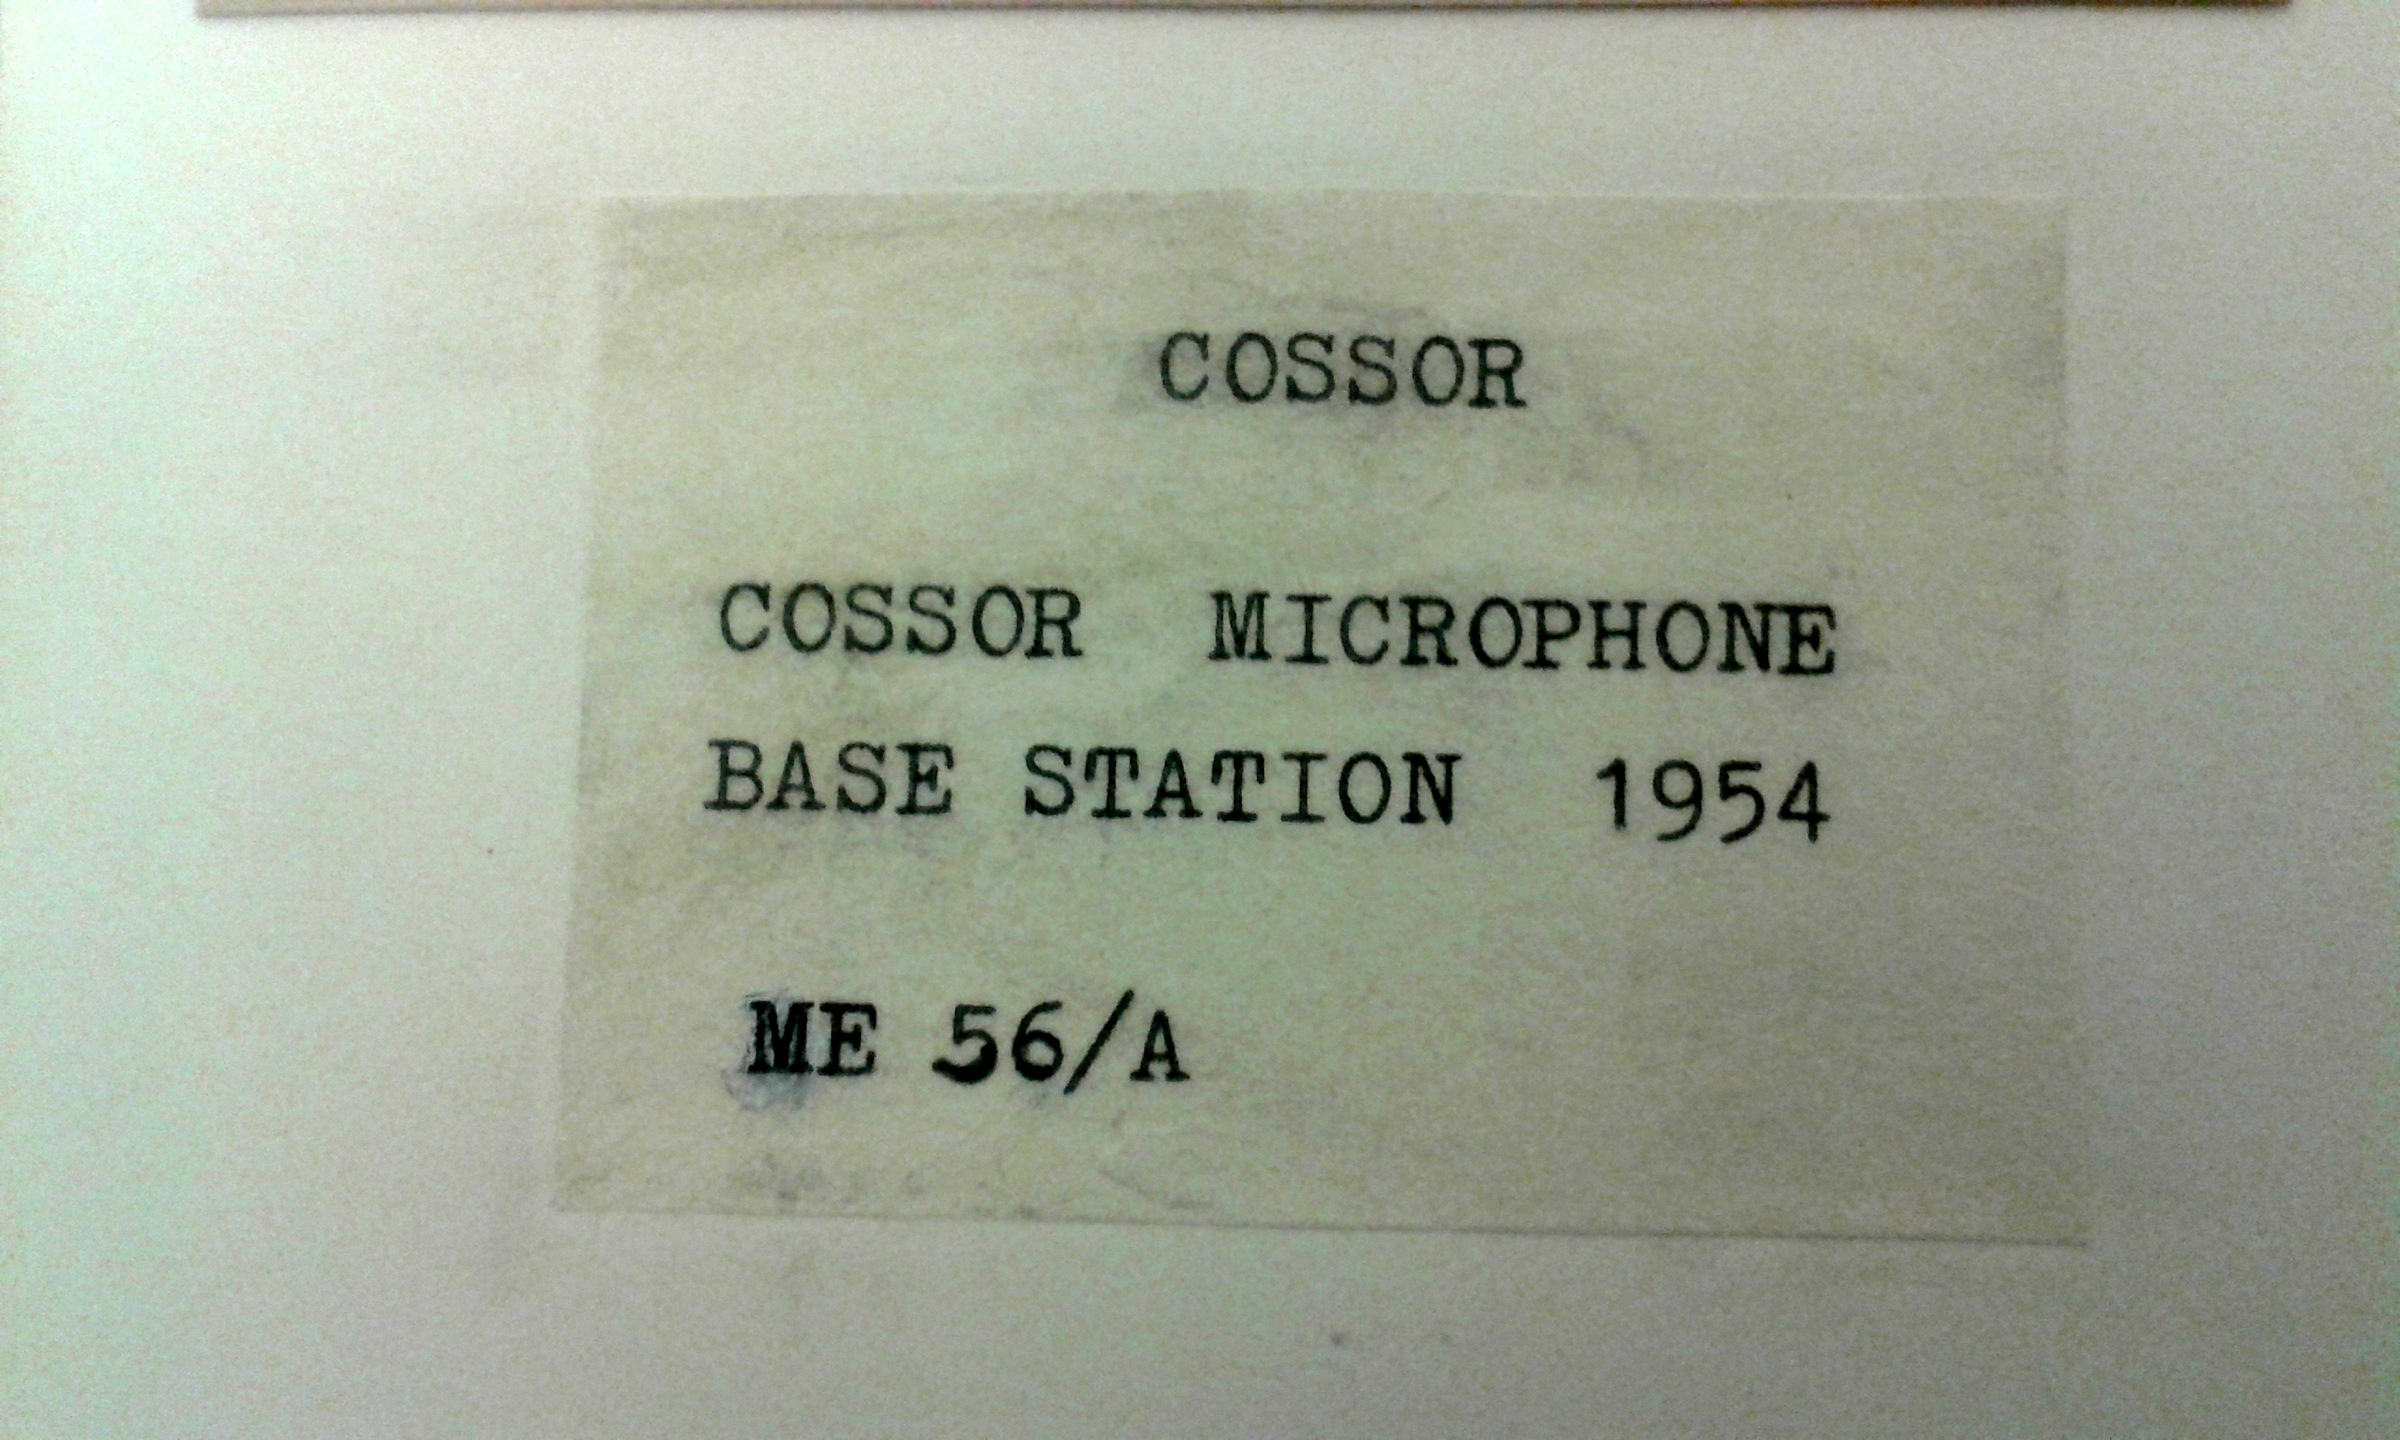 COSSOR
COSSOR MICROPHONE
BASE STATION 1954
ME 56/A